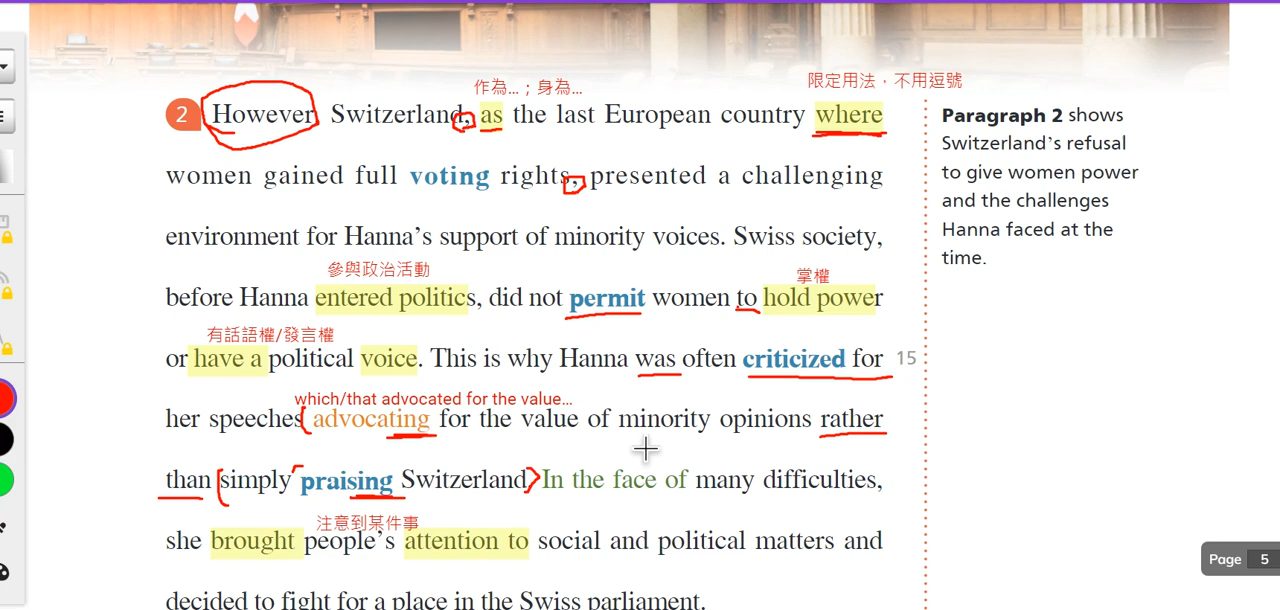 作為…；身為…
限定用法，不用逗號
2 However, Switzerland, as the last European country where
women gained full voting rights, presented a challenging
environment for Hanna's support of minority voices. Swiss society,
參與政治活動
掌權
before Hanna entered politics, did not permit women to hold power
有話語權/發言權
or have a political voice. This is why Hanna was often criticized for 15
which/that advocated for the value…
her speeches advocating for the value of minority opinions rather
than simply praising Switzerland. In the face of many difficulties,
注意到某件事
she brought people's attention to social and political matters and
decided to fight for a place in the Swiss parliament.
Paragraph 2 shows
Switzerland's refusal
to give women power
and the challenges
Hanna faced at the
time.
Page 5